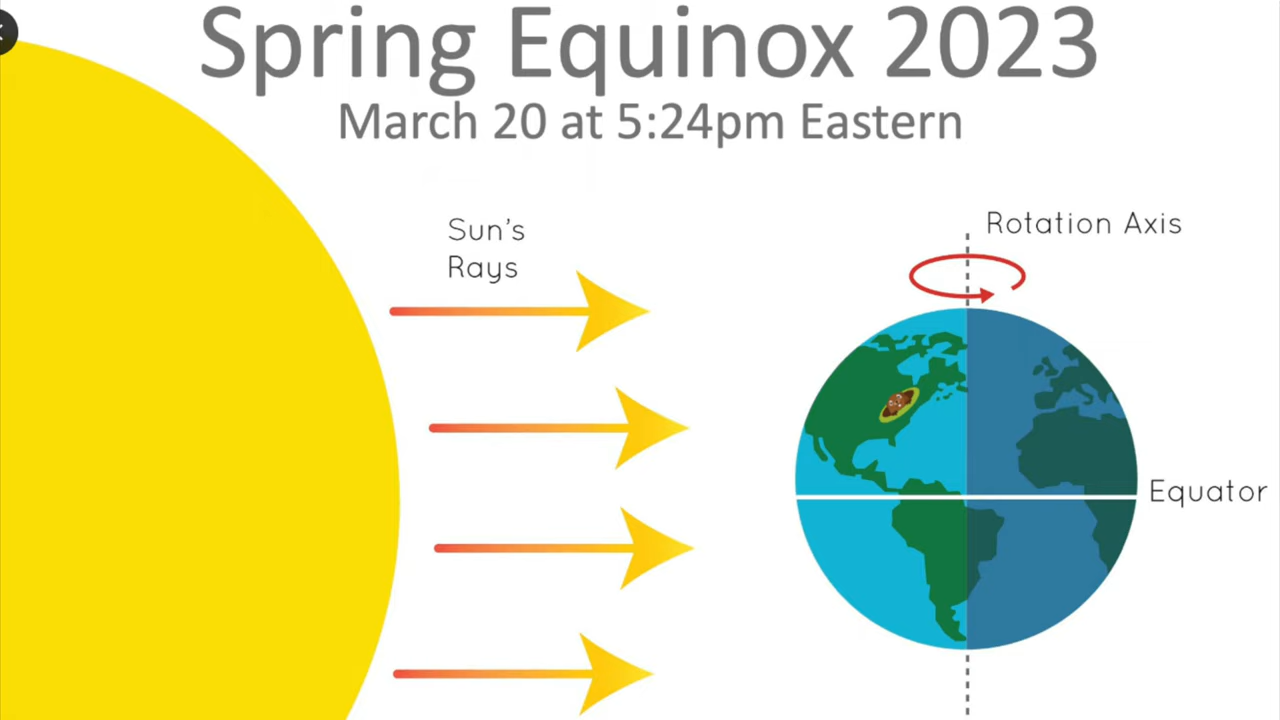 Spring Equinox 2023
March 20 at 5:24pm Eastern
Sun's
Rays
Rotation Axis
Equator